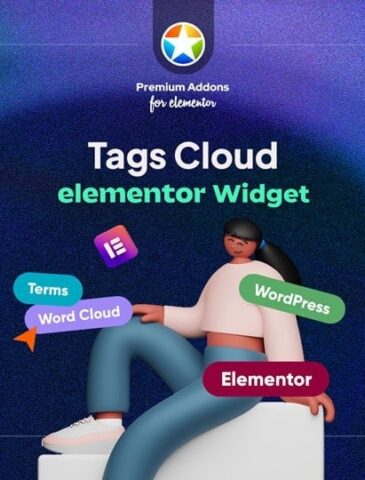 Premium Addons
for elementor
Tags Cloud
elementor Widget
Terms
Word Cloud
WordPress
Elementor